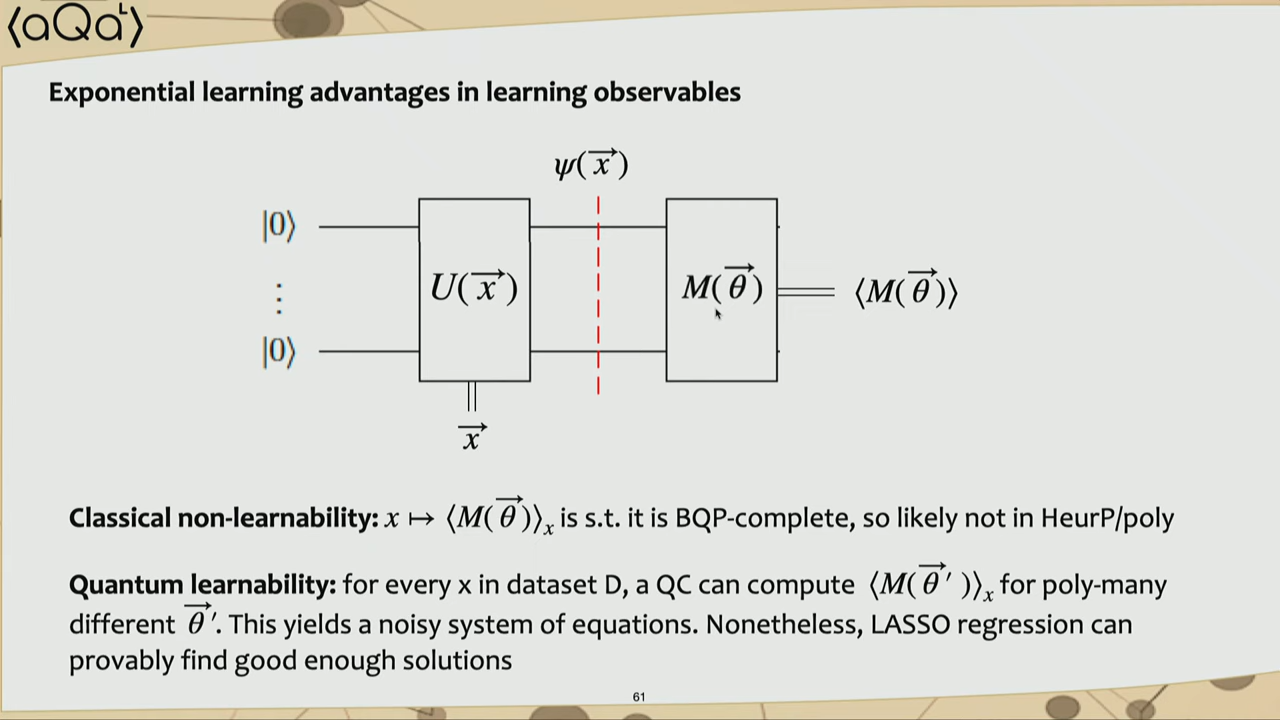 ⟨aQaᴸ⟩
Exponential learning advantages in learning observables
ψ(x⃗)
|0⟩
U(x⃗)
M(θ⃗)
⟨M(θ⃗)⟩
⋮
|0⟩
x⃗
Classical non-learnability: x ↦ ⟨M(θ⃗)⟩ₓ is s.t. it is BQP-complete, so likely not in HeurP/poly
Quantum learnability: for every x in dataset D, a QC can compute ⟨M(θ⃗′)⟩ₓ for poly-many
different θ⃗′. This yields a noisy system of equations. Nonetheless, LASSO regression can
provably find good enough solutions
61